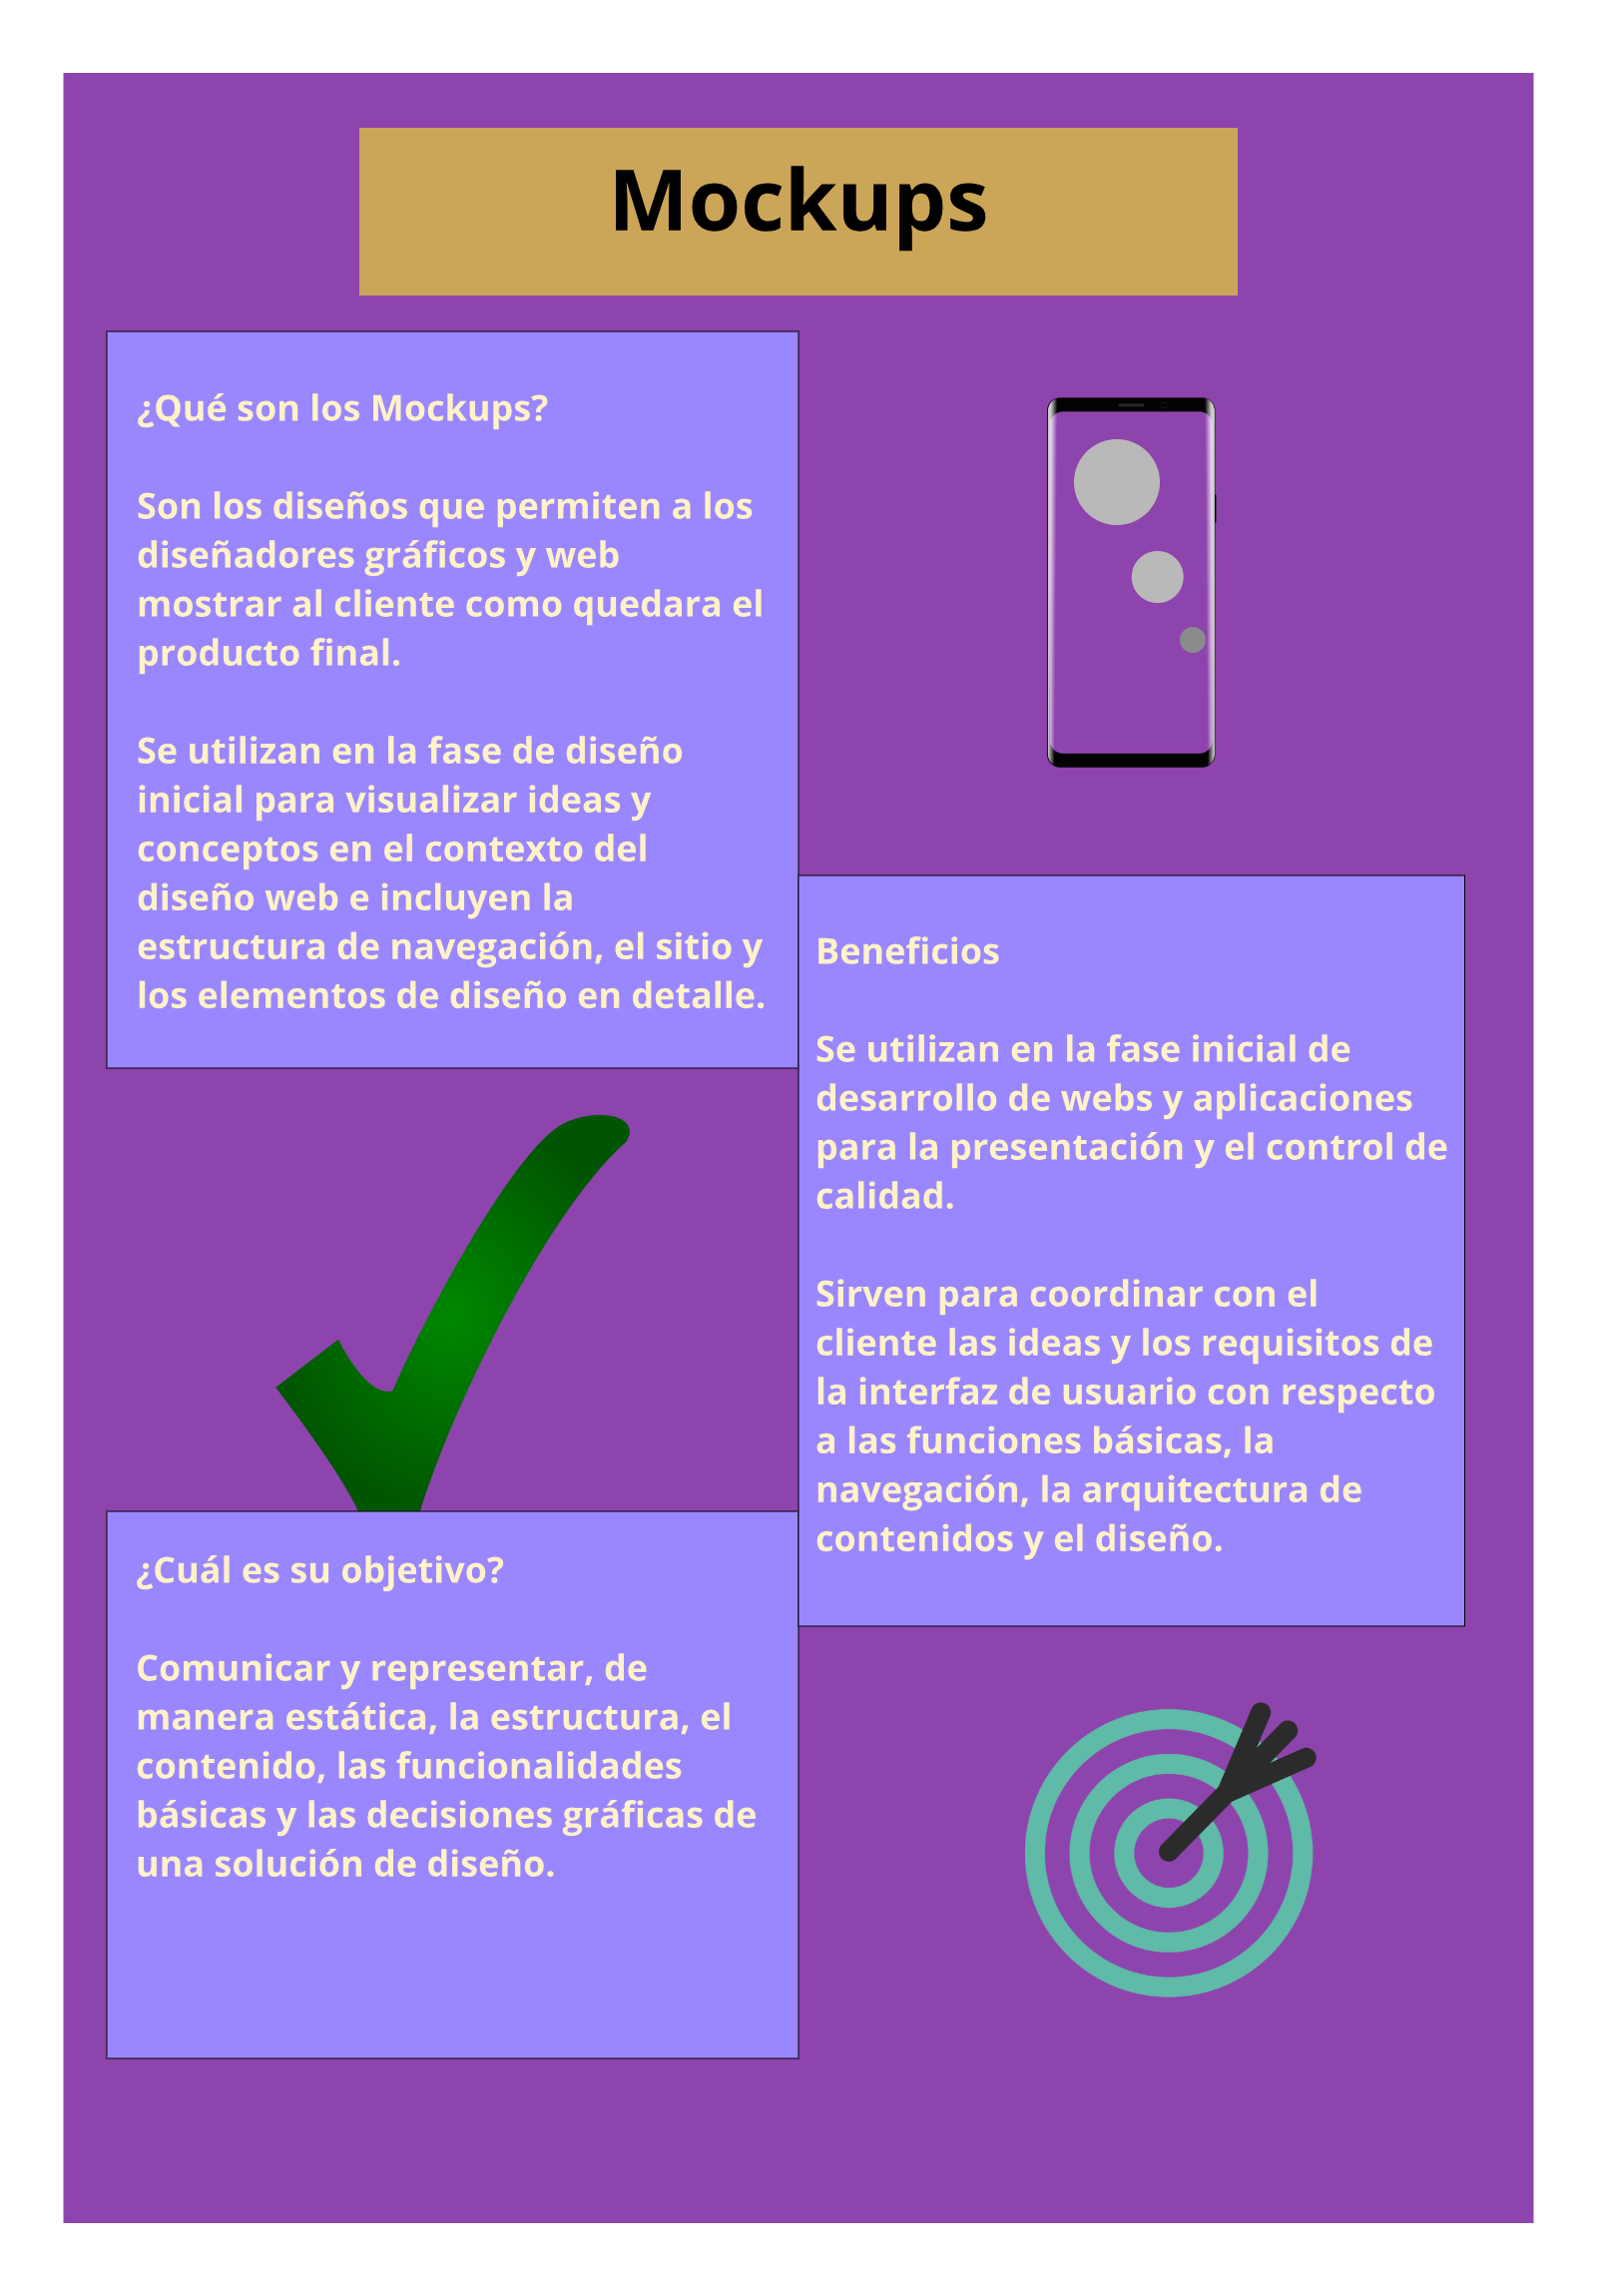 Mockups
¿Qué son los Mockups?
Son los diseños que permiten a los
diseñadores gráficos y web
mostrar al cliente como quedara el
producto final.
Se utilizan en la fase de diseño
inicial para visualizar ideas y
conceptos en el contexto del
diseño web e incluyen la
estructura de navegación, el sitio y
los elementos de diseño en detalle.
Beneficios
Se utilizan en la fase inicial de
desarrollo de webs y aplicaciones
para la presentación y el control de
calidad.
Sirven para coordinar con el
cliente las ideas y los requisitos de
la interfaz de usuario con respecto
a las funciones básicas, la
navegación, la arquitectura de
contenidos y el diseño.
¿Cuál es su objetivo?
Comunicar y representar, de
manera estática, la estructura, el
contenido, las funcionalidades
básicas y las decisiones gráficas de
una solución de diseño.